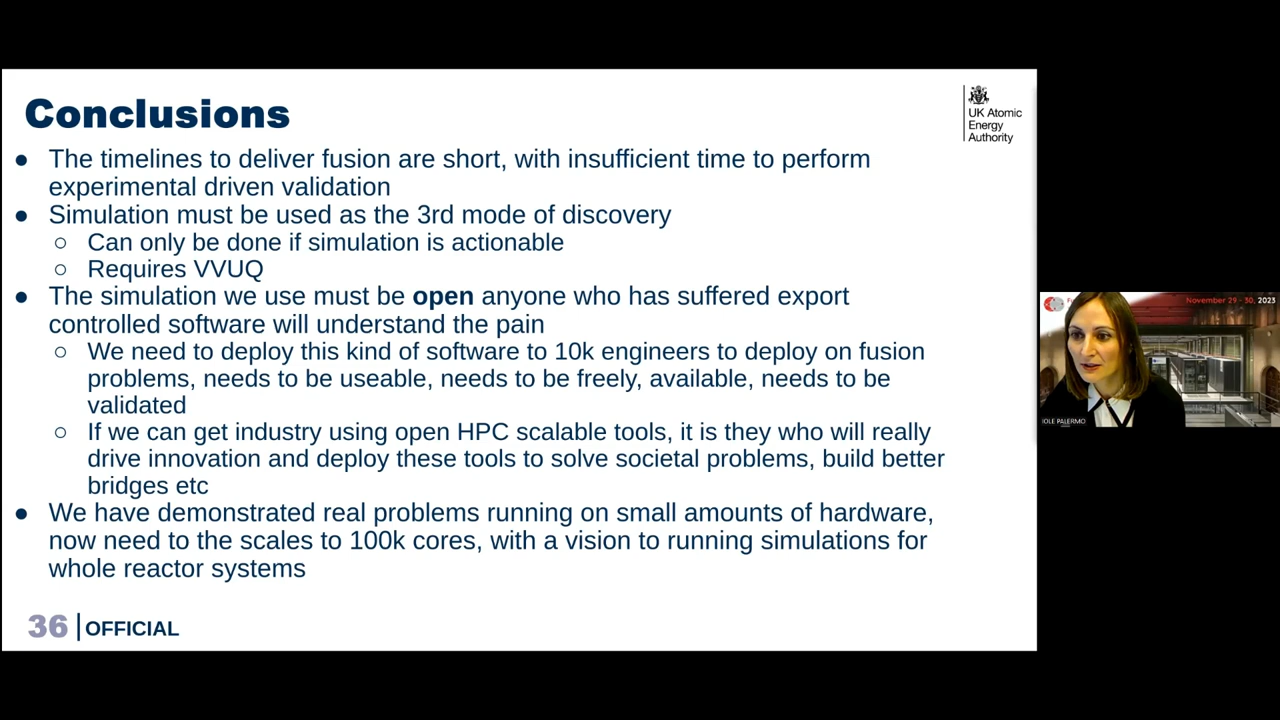 Conclusions
UK Atomic
Energy
Authority
● The timelines to deliver fusion are short, with insufficient time to perform
experimental driven validation
● Simulation must be used as the 3rd mode of discovery
○ Can only be done if simulation is actionable
○ Requires VVUQ
● The simulation we use must be open anyone who has suffered export
controlled software will understand the pain
○ We need to deploy this kind of software to 10k engineers to deploy on fusion
problems, needs to be useable, needs to be freely, available, needs to be
validated
○ If we can get industry using open HPC scalable tools, it is they who will really
drive innovation and deploy these tools to solve societal problems, build better
bridges etc
● We have demonstrated real problems running on small amounts of hardware,
now need to the scales to 100k cores, with a vision to running simulations for
whole reactor systems
36 OFFICIAL
November 29 - 30, 2023
IOLE PALERMO